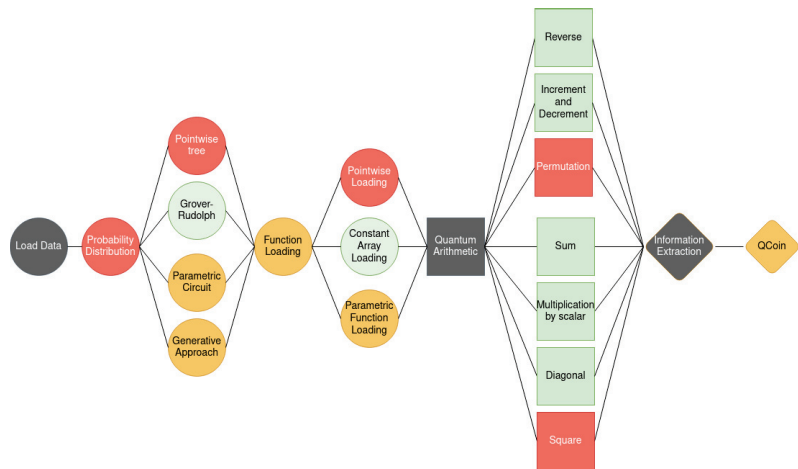 Load Data
Probability
Distribution
Pointwise
tree
Grover-
Rudolph
Parametric
Circuit
Generative
Approach
Function
Loading
Pointwise
Loading
Constant
Array
Loading
Parametric
Function
Loading
Quantum
Arithmetic
Reverse
Increment
and
Decrement
Permutation
Sum
Multiplication
by scalar
Diagonal
Square
Information
Extraction
QCoin